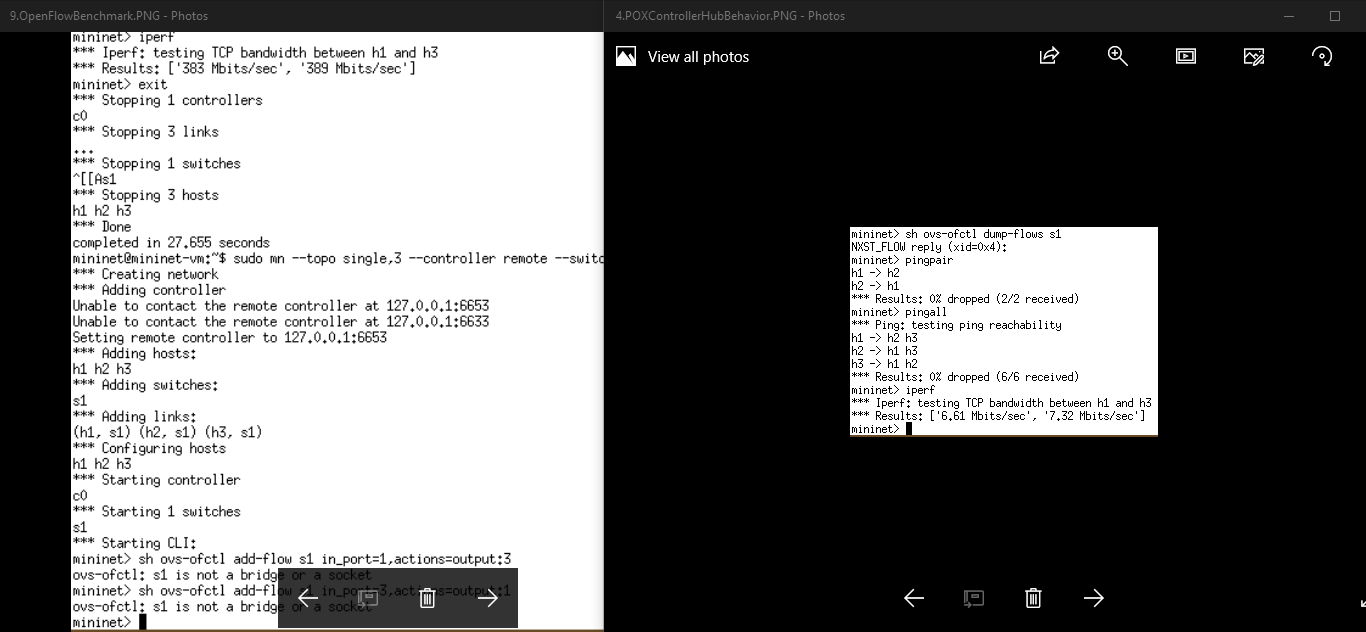 9.OpenFlowBenchmark.PNG - Photos
mininet> iperf
*** Iperf: testing TCP bandwidth between h1 and h3
*** Results: ['383 Mbits/sec', '389 Mbits/sec']
mininet> exit
*** Stopping 1 controllers
c0
*** Stopping 3 links
...
*** Stopping 1 switches
^[[As1
*** Stopping 3 hosts
h1 h2 h3
*** Done
completed in 27.655 seconds
mininet@mininet-vm:~$ sudo mn --topo single,3 --controller remote --switc
*** Creating network
*** Adding controller
Unable to contact the remote controller at 127.0.0.1:6653
Unable to contact the remote controller at 127.0.0.1:6633
Setting remote controller to 127.0.0.1:6653
*** Adding hosts:
h1 h2 h3
*** Adding switches:
s1
*** Adding links:
(h1, s1) (h2, s1) (h3, s1)
*** Configuring hosts
h1 h2 h3
*** Starting controller
c0
*** Starting 1 switches
s1
*** Starting CLI:
mininet> sh ovs-ofctl add-flow s1 in_port=1,actions=output:3
ovs-ofctl: s1 is not a bridge or a socket
mininet> sh ovs-ofctl add-flow s1 in_port=3,actions=output:1
ovs-ofctl: s1 is not a bridge or a socket
mininet>
4.POXControllerHubBehavior.PNG - Photos
View all photos
mininet> sh ovs-ofctl dump-flows s1
NXST_FLOW reply (xid=0x4):
mininet> pingpair
h1 -> h2
h2 -> h1
*** Results: 0% dropped (2/2 received)
mininet> pingall
*** Ping: testing ping reachability
h1 -> h2 h3
h2 -> h1 h3
h3 -> h1 h2
*** Results: 0% dropped (6/6 received)
mininet> iperf
*** Iperf: testing TCP bandwidth between h1 and h3
*** Results: ['6.61 Mbits/sec', '7.32 Mbits/sec']
mininet>